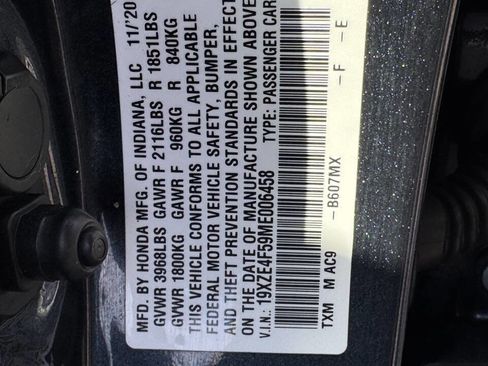 MFD. BY HONDA MFG. OF INDIANA, LLC 11/'20
GVWR 3968LBS GAWR F 2116LBS R 1851LBS
GVWR 1800KG GAWR F 960KG R 840KG
THIS VEHICLE CONFORMS TO ALL APPLICABLE
FEDERAL MOTOR VEHICLE SAFETY, BUMPER,
AND THEFT PREVENTION STANDARDS IN EFFECT
ON THE DATE OF MANUFACTURE SHOWN ABOVE
V.I.N.: 19XZE4F59ME006458 TYPE: PASSENGER CAR
TXM M AC9 -B607MX -F -E